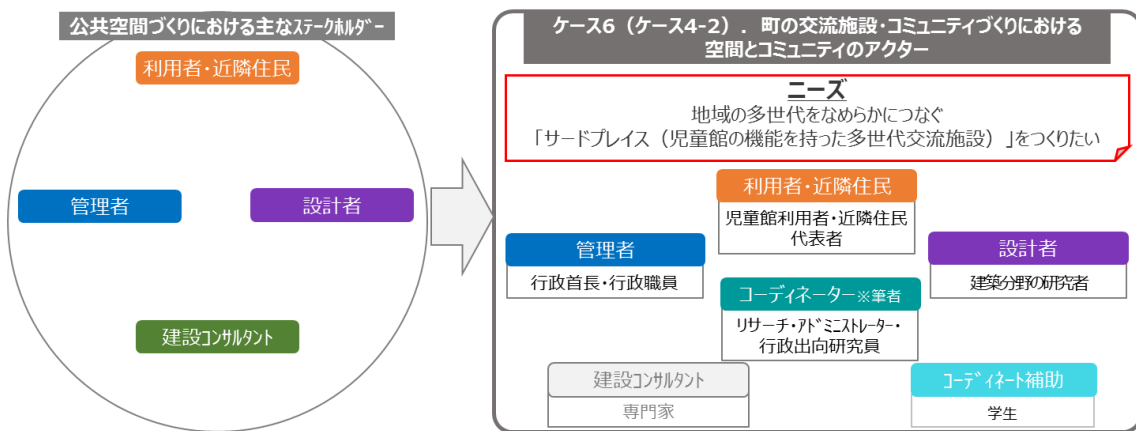 公共空間づくりにおける主なステークホルダー
利用者・近隣住民
管理者
設計者
建設コンサルタント
ケース6（ケース4-2）．町の交流施設・コミュニティづくりにおける
空間とコミュニティのアクター
ニーズ
地域の多世代をなめらかにつなぐ
「サードプレイス（児童館の機能を持った多世代交流施設）」をつくりたい
利用者・近隣住民
児童館利用者・近隣住民
代表者
管理者
行政首長・行政職員
設計者
建築分野の研究者
コーディネーター※筆者
リサーチ・アドミニストレーター・
行政出向研究員
建設コンサルタント
専門家
コーディネート補助
学生